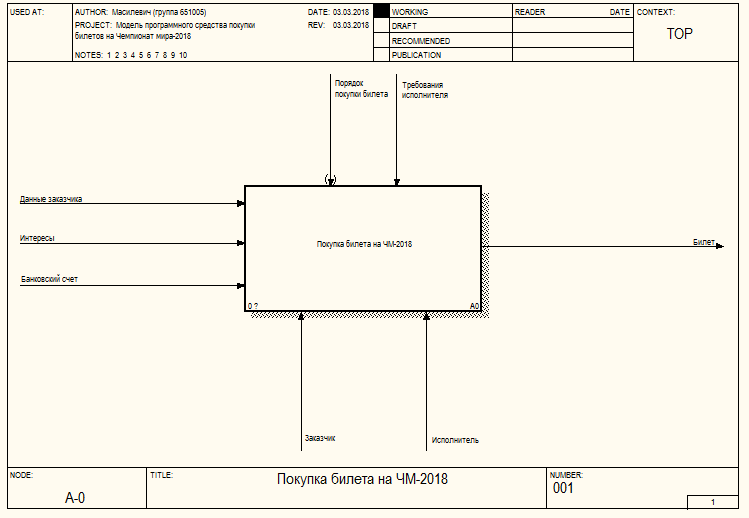 USED AT:
AUTHOR: Масилевич (группа 651005)
DATE: 03.03.2018
PROJECT: Модель программного средства покупки
билетов на Чемпионат мира-2018
REV: 03.03.2018
NOTES: 1 2 3 4 5 6 7 8 9 10
WORKING
DRAFT
RECOMMENDED
PUBLICATION
READER
DATE
CONTEXT:
TOP
Порядок
покупки билета
Требования
исполнителя
Данные заказчика
Интересы
Банковский счет
Покупка билета на ЧМ-2018
0 ?
A0
Билет
Заказчик
Исполнитель
NODE:
A-0
TITLE:
Покупка билета на ЧМ-2018
NUMBER:
001
1